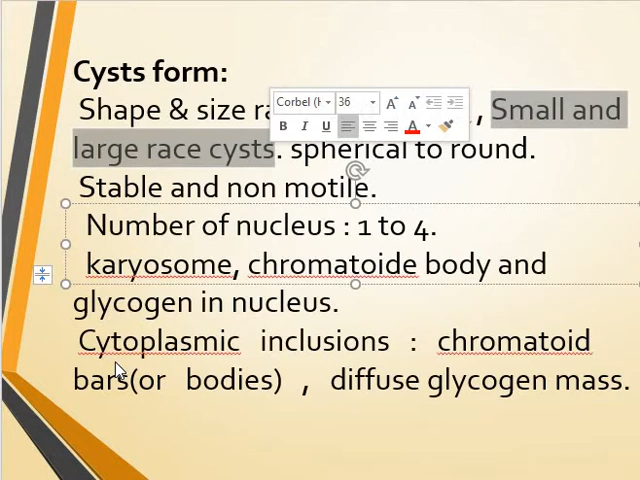 Cysts form:
Shape & size ra , Small and
Corbel (H 36
B I U A
large race cysts. spherical to round.
Stable and non motile.
Number of nucleus : 1 to 4.
karyosome, chromatoide body and
glycogen in nucleus.
Cytoplasmic inclusions : chromatoid
bars(or bodies) , diffuse glycogen mass.